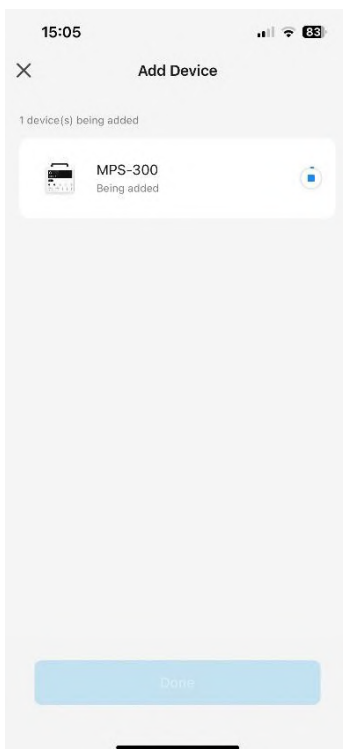 15:05
83
Add Device
1 device(s) being added
MPS-300
Being added
Done